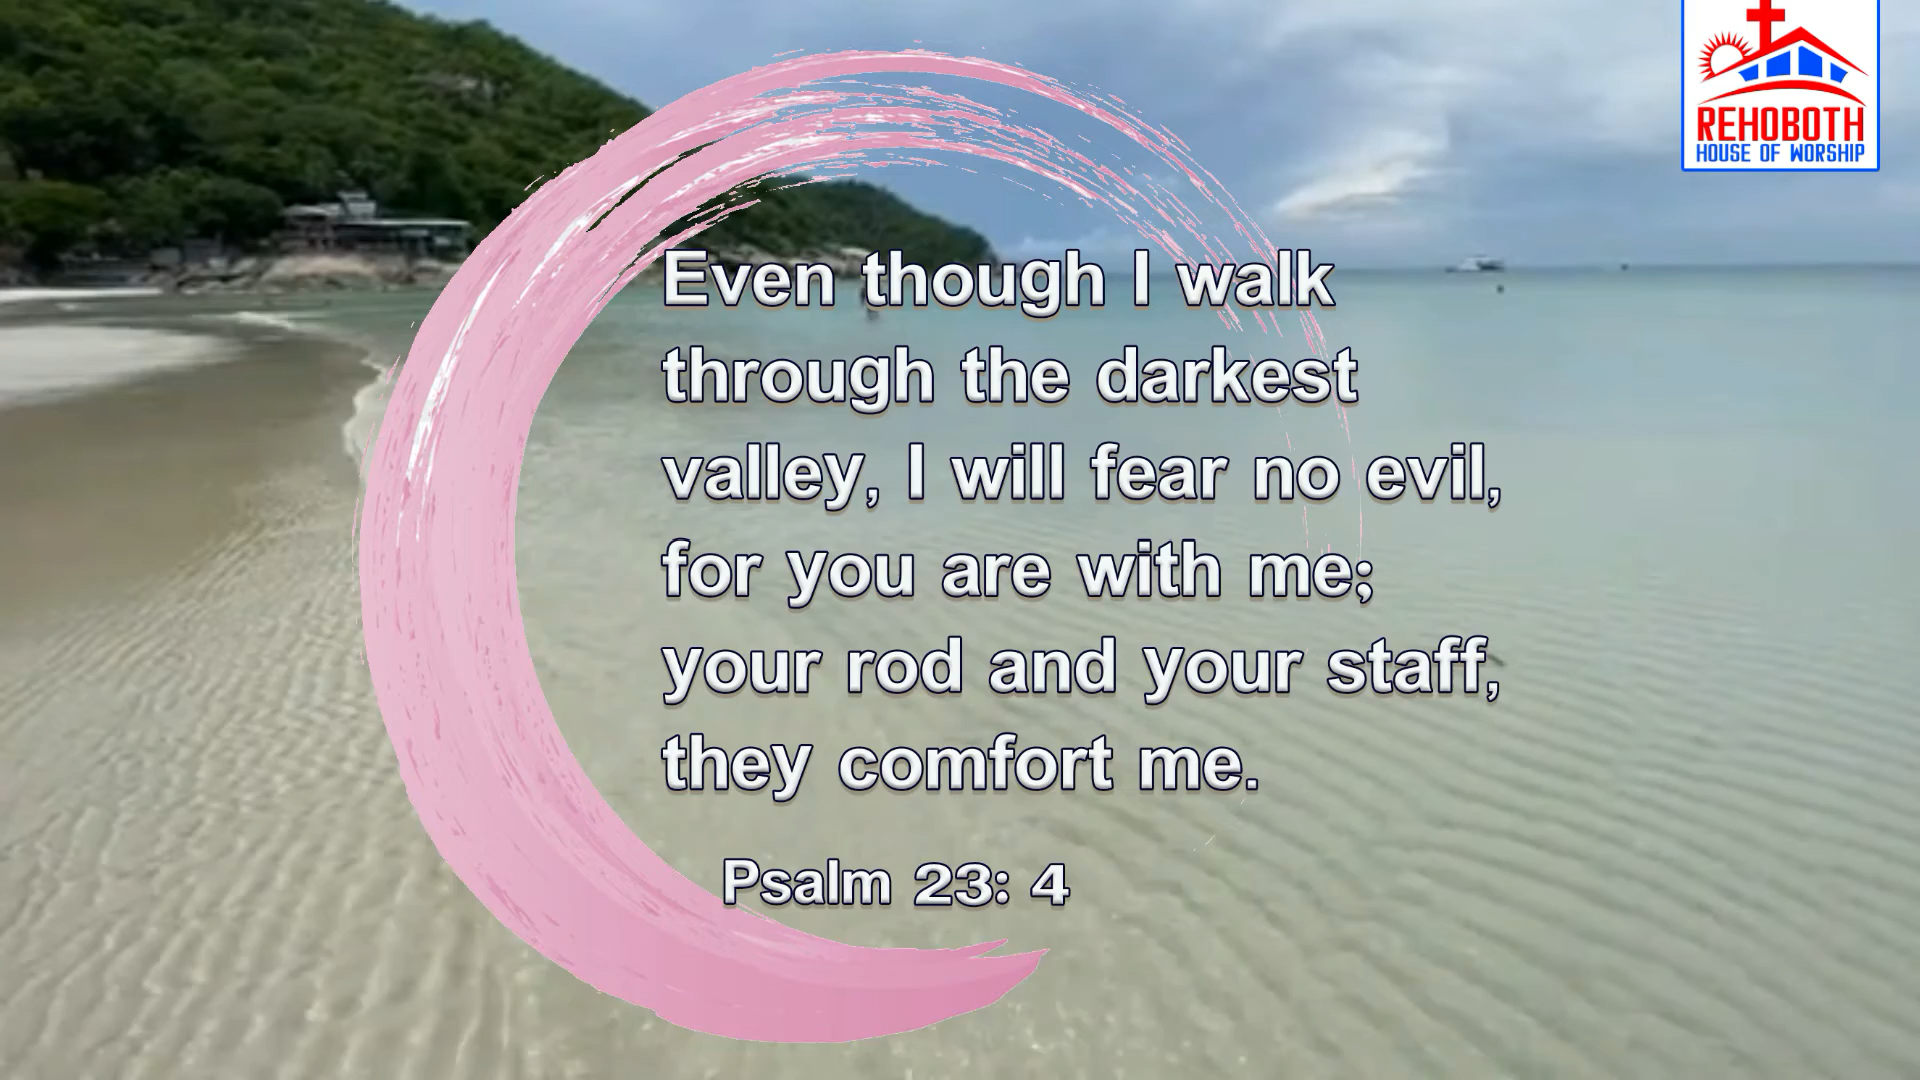 REHOBOTH
HOUSE OF WORSHIP
Even though I walk
through the darkest
valley, I will fear no evil,
for you are with me;
your rod and your staff,
they comfort me.
Psalm 23: 4